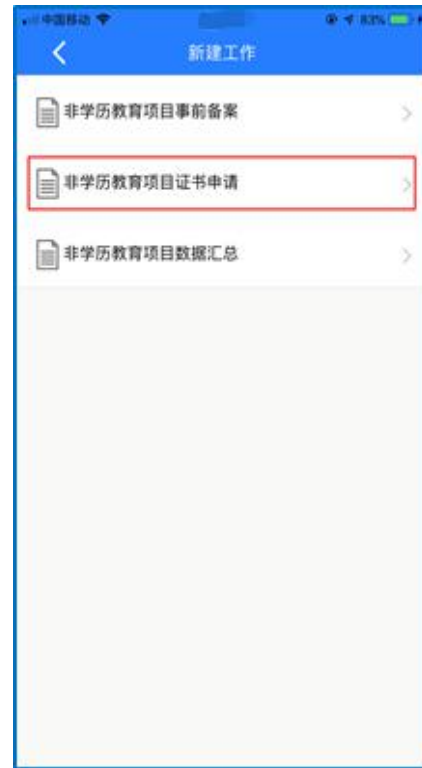 中国移动 83%
新建工作
非学历教育项目事前备案
非学历教育项目证书申请
非学历教育项目数据汇总